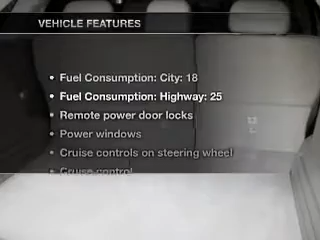 VEHICLE FEATURES
• Fuel Consumption: City: 18
• Fuel Consumption: Highway: 25
• Remote power door locks
• Power windows
• Cruise controls on steering wheel
• Cruise control